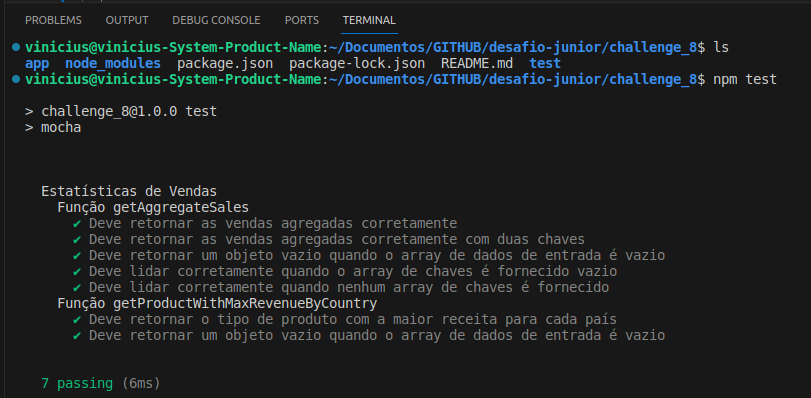 PROBLEMS OUTPUT DEBUG CONSOLE PORTS TERMINAL
vinicius@vinicius-System-Product-Name:~/Documentos/GITHUB/desafio-junior/challenge_8$ ls
app node_modules package.json package-lock.json README.md test
vinicius@vinicius-System-Product-Name:~/Documentos/GITHUB/desafio-junior/challenge_8$ npm test
> challenge_8@1.0.0 test
> mocha
Estatísticas de Vendas
Função getAggregateSales
✔ Deve retornar as vendas agregadas corretamente
✔ Deve retornar as vendas agregadas corretamente com duas chaves
✔ Deve retornar um objeto vazio quando o array de dados de entrada é vazio
✔ Deve lidar corretamente quando o array de chaves é fornecido vazio
✔ Deve lidar corretamente quando nenhum array de chaves é fornecido
Função getProductWithMaxRevenueByCountry
✔ Deve retornar o tipo de produto com a maior receita para cada país
✔ Deve retornar um objeto vazio quando o array de dados de entrada é vazio
7 passing (6ms)